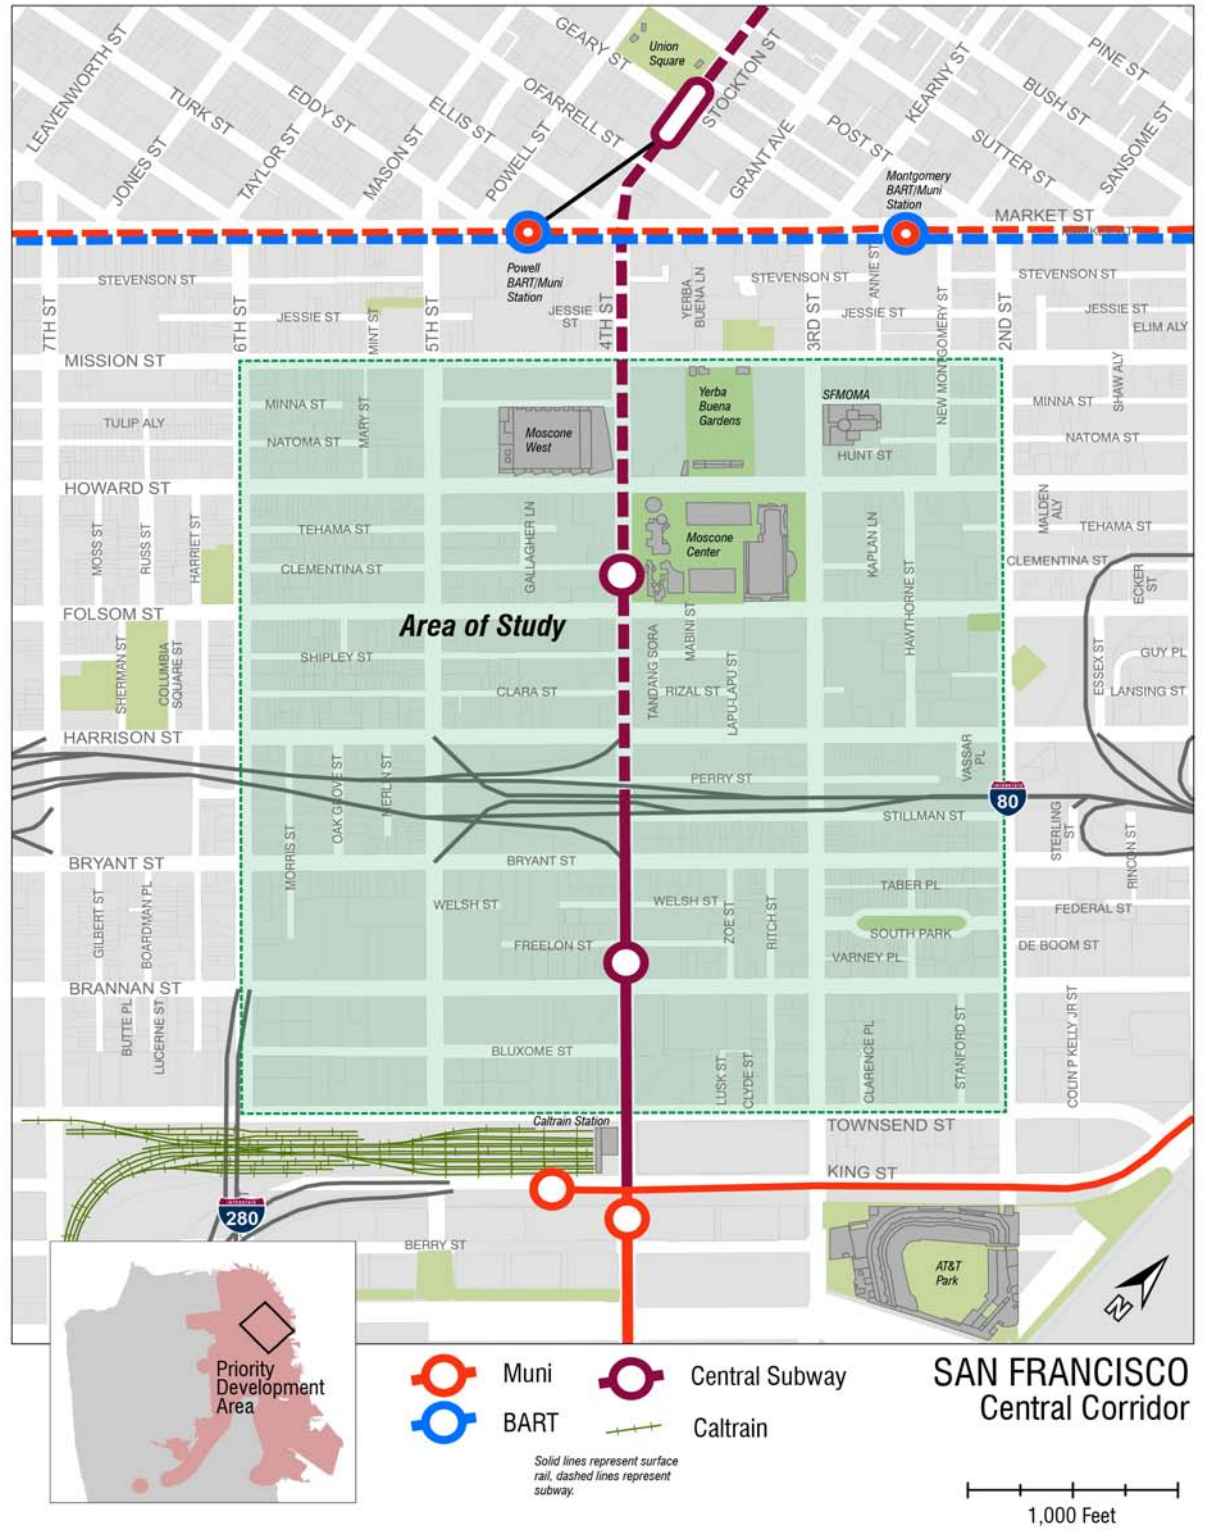 LEAVENWORTH ST
TURK ST
EDDY ST
ELLIS ST
OFARRELL ST
GEARY ST
Union
Square
STOCKTON ST
KEARNY ST
PINE ST
BUSH ST
SUTTER ST
SANSOME ST
POST ST
GRANT AVE
JONES ST
TAYLOR ST
MASON ST
POWELL ST
Montgomery
BART/Muni
Station
MARKET ST
Powell
BART/Muni
Station
STEVENSON ST
STEVENSON ST
ANNIE ST
STEVENSON ST
7TH ST
6TH ST
JESSIE ST
MINT ST
5TH ST
JESSIE
ST
4TH ST
YERBA
BUENA LN
3RD ST
JESSIE ST
NEW MONTGOMERY ST
2ND ST
JESSIE ST
ELIM ALY
MISSION ST
MINNA ST
MARY ST
TULIP ALY
NATOMA ST
Moscone
West
Yerba
Buena
Gardens
SFMOMA
HUNT ST
MINNA ST
SHAW ALY
NATOMA ST
HOWARD ST
MOSS ST
RUSS ST
HARRIET ST
TEHAMA ST
CLEMENTINA ST
GALLAGHER LN
Moscone
Center
KAPLAN LN
HAWTHORNE ST
MALDEN
ALY
TEHAMA ST
CLEMENTINA ST
ECKER
ST
FOLSOM ST
Area of Study
SHERMAN ST
COLUMBIA
SQUARE ST
SHIPLEY ST
CLARA ST
TANDANG SORA
MABINI ST
RIZAL ST
LAPU-LAPU ST
ESSEX ST
GUY PL
LANSING ST
HARRISON ST
OAK GROVE ST
MERLIN ST
MORRIS ST
PERRY ST
VASSAR
PL
INTERSTATE
80
STILLMAN ST
STERLING
ST
RINCON ST
BRYANT ST
BRYANT ST
GILBERT ST
BOARDMAN PL
WELSH ST
WELSH ST
FREELON ST
ZOE ST
RITCH ST
TABER PL
SOUTH PARK
VARNEY PL
FEDERAL ST
DE BOOM ST
BRANNAN ST
BUTTE PL
LUCERNE ST
BLUXOME ST
LUSK ST
CLYDE ST
CLARENCE PL
STANFORD ST
COLIN P KELLY JR ST
Caltrain Station
TOWNSEND ST
KING ST
INTERSTATE
280
BERRY ST
AT&T
Park
N
Priority
Development
Area
Muni
Central Subway
BART
Caltrain
Solid lines represent surface
rail, dashed lines represent
subway.
SAN FRANCISCO
Central Corridor
1,000 Feet